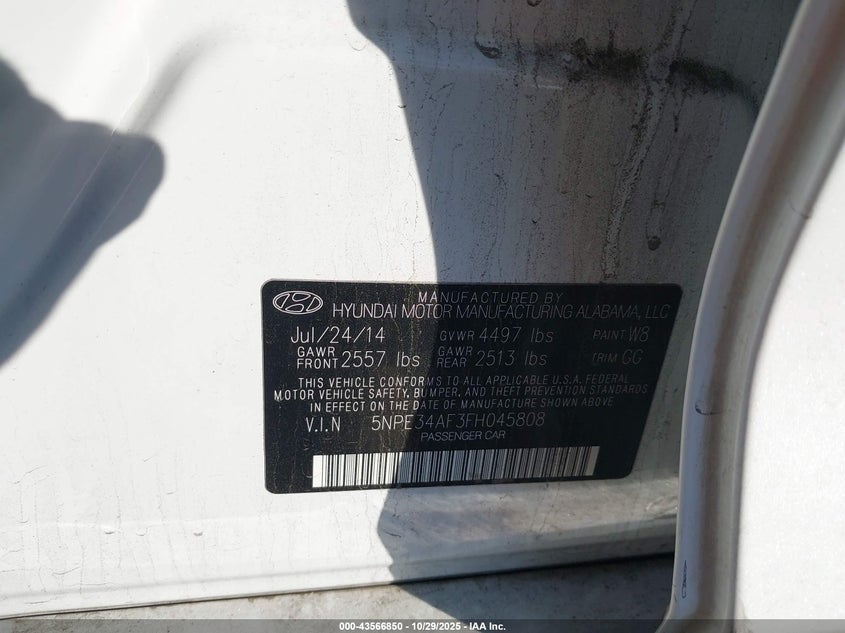 MANUFACTURED BY
HYUNDAI MOTOR MANUFACTURING ALABAMA, LLC
Jul/24/14 GVWR 4497 lbs PAINT W8
GAWR FRONT 2557 lbs GAWR REAR 2513 lbs TRIM GG
THIS VEHICLE CONFORMS TO ALL APPLICABLE U.S.A. FEDERAL
MOTOR VEHICLE SAFETY, BUMPER, AND THEFT PREVENTION STANDARDS
IN EFFECT ON THE DATE OF MANUFACTURE SHOWN ABOVE
V.I.N 5NPE34AF3FH045808
PASSENGER CAR
000-43566850 | 10/29/2025 - IAA Inc.